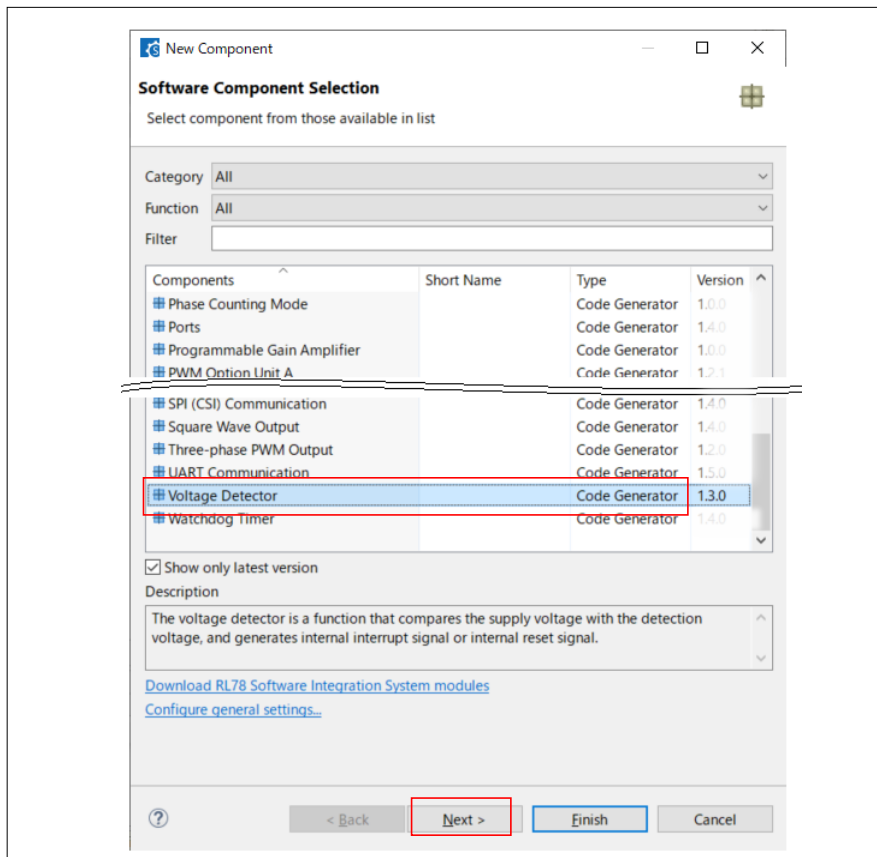 New Component
Software Component Selection
Select component from those available in list
Category All
Function All
Filter
Components Short Name Type Version
Phase Counting Mode Code Generator 1.0.0
Ports Code Generator 1.4.0
Programmable Gain Amplifier Code Generator 1.0.0
PWM Option Unit A Code Generator 1.2.1
SPI (CSI) Communication Code Generator 1.4.0
Square Wave Output Code Generator 1.4.0
Three-phase PWM Output Code Generator 1.2.0
UART Communication Code Generator 1.5.0
Voltage Detector Code Generator 1.3.0
Watchdog Timer Code Generator 1.4.0
Show only latest version
Description
The voltage detector is a function that compares the supply voltage with the detection
voltage, and generates internal interrupt signal or internal reset signal.
Download RL78 Software Integration System modules
Configure general settings...
? < Back Next > Finish Cancel